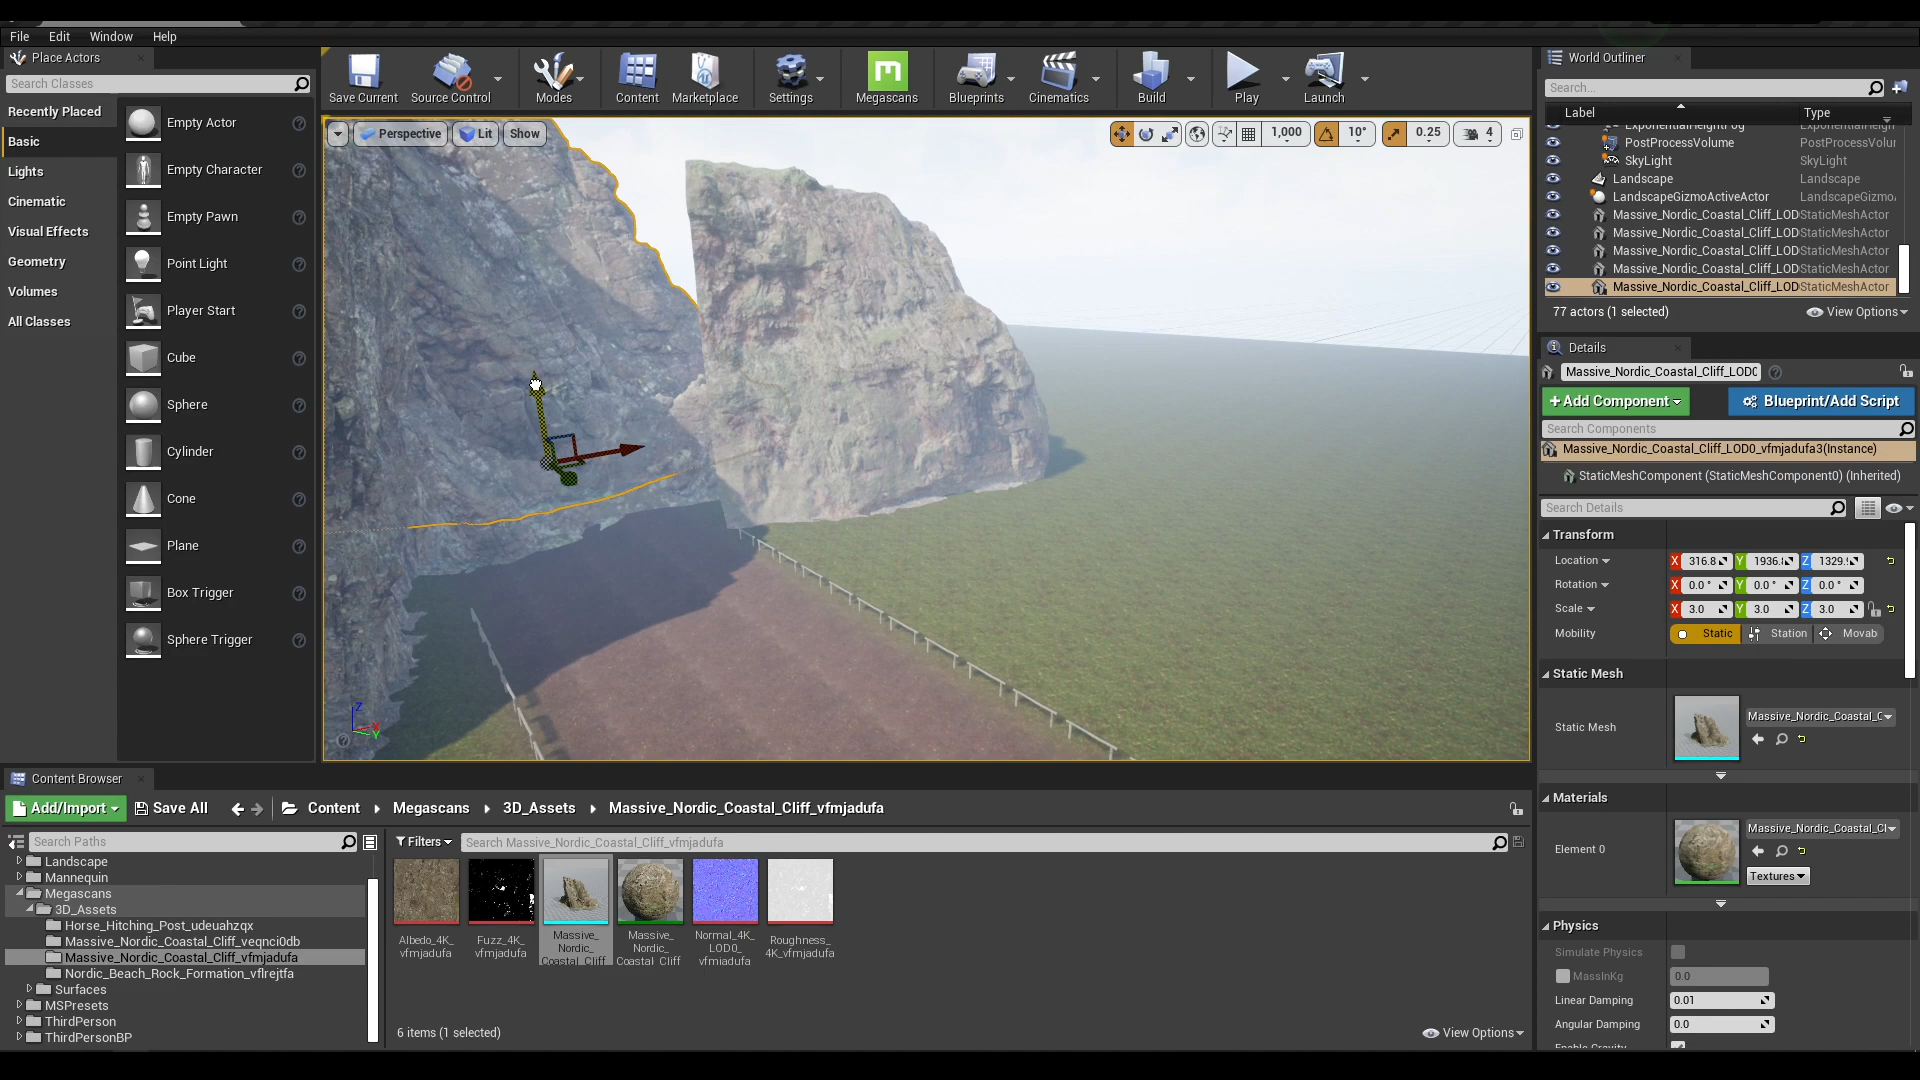 File Edit Window Help
Place Actors
Search Classes
Recently Placed
Basic
Lights
Cinematic
Visual Effects
Geometry
Volumes
All Classes
Empty Actor
Empty Character
Empty Pawn
Point Light
Player Start
Cube
Sphere
Cylinder
Cone
Plane
Box Trigger
Sphere Trigger
Save Current Source Control Modes Content Marketplace Settings Megascans Blueprints Cinematics Build Play Launch
Perspective Lit Show
1,000 10° 0.25 4
Z
X
Y
World Outliner
Search...
Label Type
ExponentialHeightFog ExponentialHeigh
PostProcessVolume PostProcessVolur
SkyLight SkyLight
Landscape Landscape
LandscapeGizmoActiveActor LandscapeGizmo
Massive_Nordic_Coastal_Cliff_LOD StaticMeshActor
Massive_Nordic_Coastal_Cliff_LOD StaticMeshActor
Massive_Nordic_Coastal_Cliff_LOD StaticMeshActor
Massive_Nordic_Coastal_Cliff_LOD StaticMeshActor
Massive_Nordic_Coastal_Cliff_LOD StaticMeshActor
77 actors (1 selected) View Options
Details
Massive_Nordic_Coastal_Cliff_LOD0
+Add Component Blueprint/Add Script
Search Components
Massive_Nordic_Coastal_Cliff_LOD0_vfmjadufa3(Instance)
StaticMeshComponent (StaticMeshComponent0) (Inherited)
Search Details
Transform
Location X 316.8 Y 1936. Z 1329.
Rotation X 0.0 ° Y 0.0 ° Z 0.0 °
Scale X 3.0 Y 3.0 Z 3.0
Mobility Static Station Movab
Static Mesh
Static Mesh Massive_Nordic_Coastal_C
Materials
Massive_Nordic_Coastal_Cl
Element 0
Textures
Physics
Simulate Physics
MassInKg 0.0
Linear Damping 0.01
Angular Damping 0.0
Enable Gravity
Content Browser
Add/Import Save All Content Megascans 3D_Assets Massive_Nordic_Coastal_Cliff_vfmjadufa
Search Paths
Filters Search Massive_Nordic_Coastal_Cliff_vfmjadufa
Landscape
Mannequin
Megascans
3D_Assets
Horse_Hitching_Post_udeuahzqx
Massive_Nordic_Coastal_Cliff_veqnci0db
Massive_Nordic_Coastal_Cliff_vfmjadufa
Nordic_Beach_Rock_Formation_vflrejtfa
Surfaces
MSPresets
ThirdPerson
ThirdPersonBP
Albedo_4K_
vfmjadufa
Fuzz_4K_
vfmjadufa
Massive_
Nordic_
Coastal_Cliff
Massive_
Nordic_
Coastal_Cliff
Normal_4K_
LOD0_
vfmjadufa
Roughness_
4K_vfmjadufa
6 items (1 selected) View Options